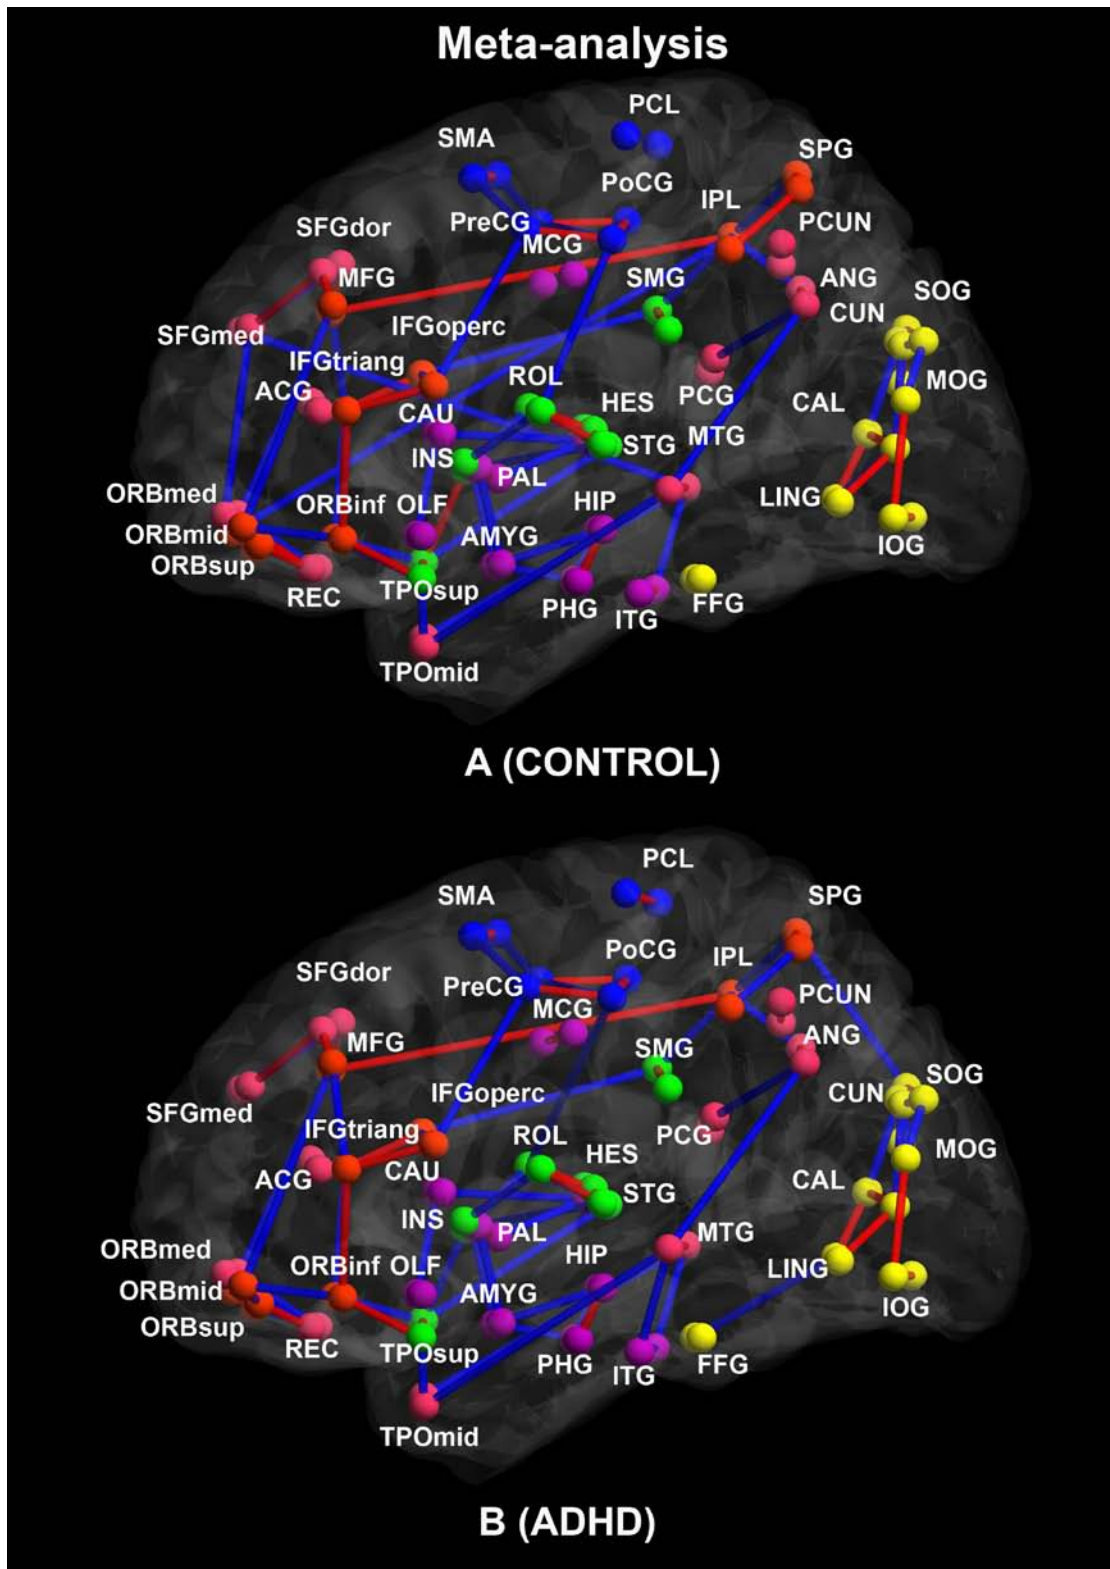 Meta-analysis
PCL
SMA
SPG
PoCG
IPL
PreCG
PCUN
SFGdor
MCG
MFG
SMG
ANG
SOG
CUN
SFGmed
IFGoperc
IFGtriang
ROL
MOG
ACG
PCG
HES
CAU
CAL
MTG
STG
INS
PAL
ORBmed
LING
ORBinf OLF
HIP
ORBmid
AMYG
IOG
ORBsup
TPOsup
REC
PHG
FFG
ITG
TPOmid
A (CONTROL)
PCL
SMA
SPG
PoCG
IPL
SFGdor
PreCG
PCUN
MCG
ANG
MFG
SMG
SOG
IFGoperc
CUN
SFGmed
IFGtriang
ROL
PCG
MOG
HES
ACG
CAU
CAL
STG
INS
PAL
MTG
ORBmed
HIP
ORBinf OLF
LING
ORBmid
AMYG
IOG
ORBsup
REC
TPOsup
PHG
FFG
ITG
TPOmid
B (ADHD)